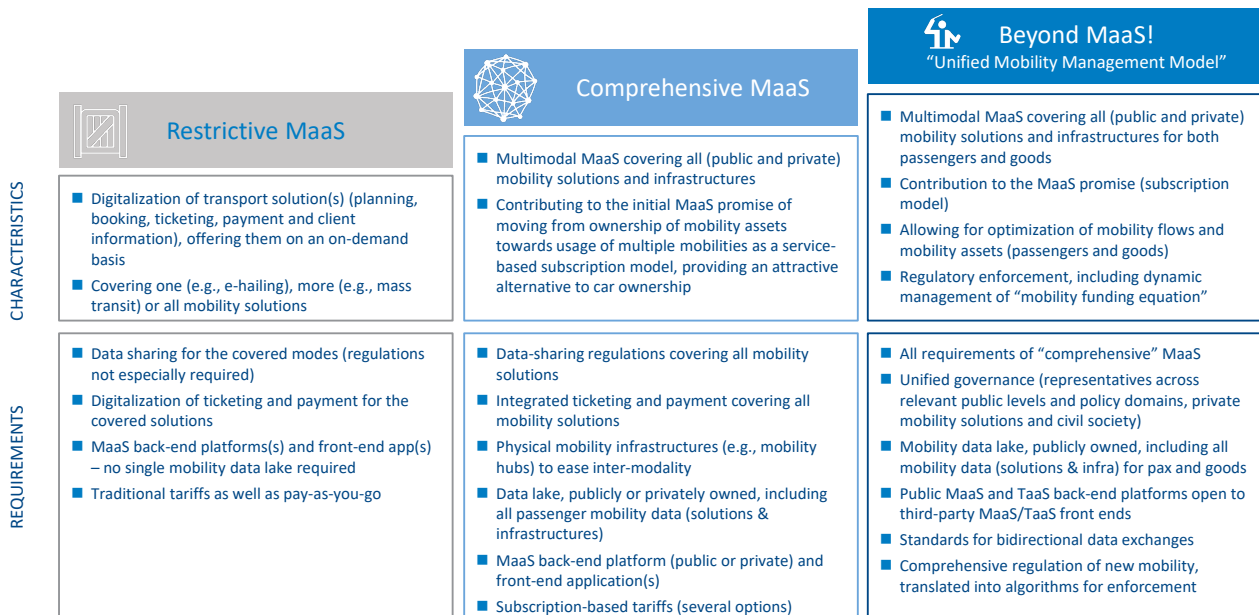 Beyond MaaS!
“Unified Mobility Management Model”
Comprehensive MaaS
Restrictive MaaS
CHARACTERISTICS
Digitalization of transport solution(s) (planning,
booking, ticketing, payment and client
information), offering them on an on-demand
basis
Covering one (e.g., e-hailing), more (e.g., mass
transit) or all mobility solutions
Multimodal MaaS covering all (public and private)
mobility solutions and infrastructures
Contributing to the initial MaaS promise of
moving from ownership of mobility assets
towards usage of multiple mobilities as a service-
based subscription model, providing an attractive
alternative to car ownership
Multimodal MaaS covering all (public and private)
mobility solutions and infrastructures for both
passengers and goods
Contribution to the MaaS promise (subscription
model)
Allowing for optimization of mobility flows and
mobility assets (passengers and goods)
Regulatory enforcement, including dynamic
management of “mobility funding equation”
REQUIREMENTS
Data sharing for the covered modes (regulations
not especially required)
Digitalization of ticketing and payment for the
covered solutions
MaaS back-end platforms(s) and front-end app(s)
– no single mobility data lake required
Traditional tariffs as well as pay-as-you-go
Data-sharing regulations covering all mobility
solutions
Integrated ticketing and payment covering all
mobility solutions
Physical mobility infrastructures (e.g., mobility
hubs) to ease inter-modality
Data lake, publicly or privately owned, including
all passenger mobility data (solutions &
infrastructures)
MaaS back-end platform (public or private) and
front-end application(s)
Subscription-based tariffs (several options)
All requirements of “comprehensive” MaaS
Unified governance (representatives across
relevant public levels and policy domains, private
mobility solutions and civil society)
Mobility data lake, publicly owned, including all
mobility data (solutions & infra) for pax and goods
Public MaaS and TaaS back-end platforms open to
third-party MaaS/TaaS front ends
Standards for bidirectional data exchanges
Comprehensive regulation of new mobility,
translated into algorithms for enforcement